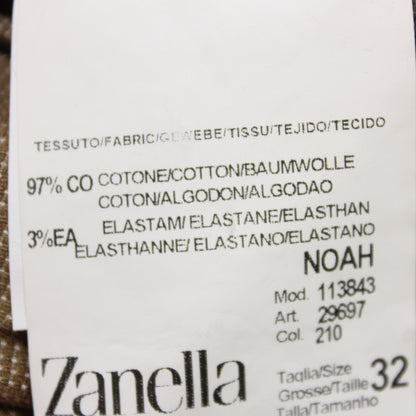 TESSUTO/FABRIC/GEWEBE/TISSU/TEJIDO/TECIDO
97% CO COTONE/COTTON/BAUMWOLLE
COTON/ALGODON/ALGODAO
3%EA ELASTAM/ ELASTANE/ELASTHAN
ELASTHANNE/ ELASTANO/ELASTANO
NOAH
Mod. 113843
Art. 29697
Col. 210
Zanella
Taglia/Size 32
Grosse/Taille
Talla/Tamanho